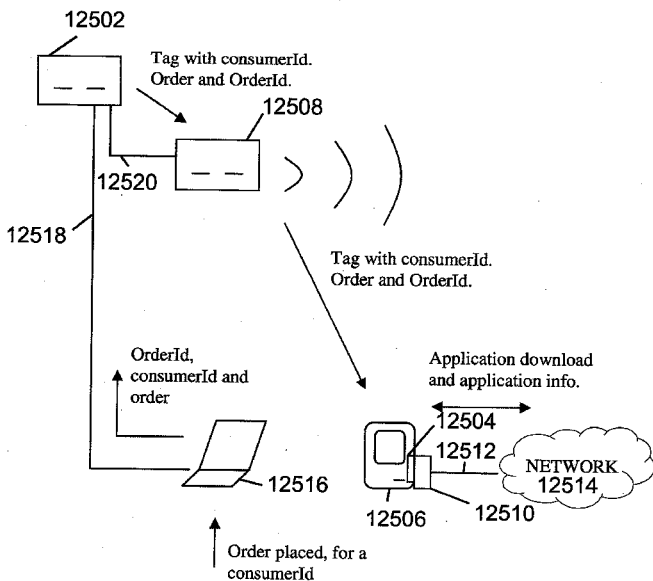 12502
Tag with consumerId.
Order and OrderId.
12508
12520
12518
Tag with consumerId.
Order and OrderId.
OrderId,
consumerId and
order
Application download
and application info.
12504
12512
NETWORK
12514
12516
12506
12510
Order placed, for a
consumerId